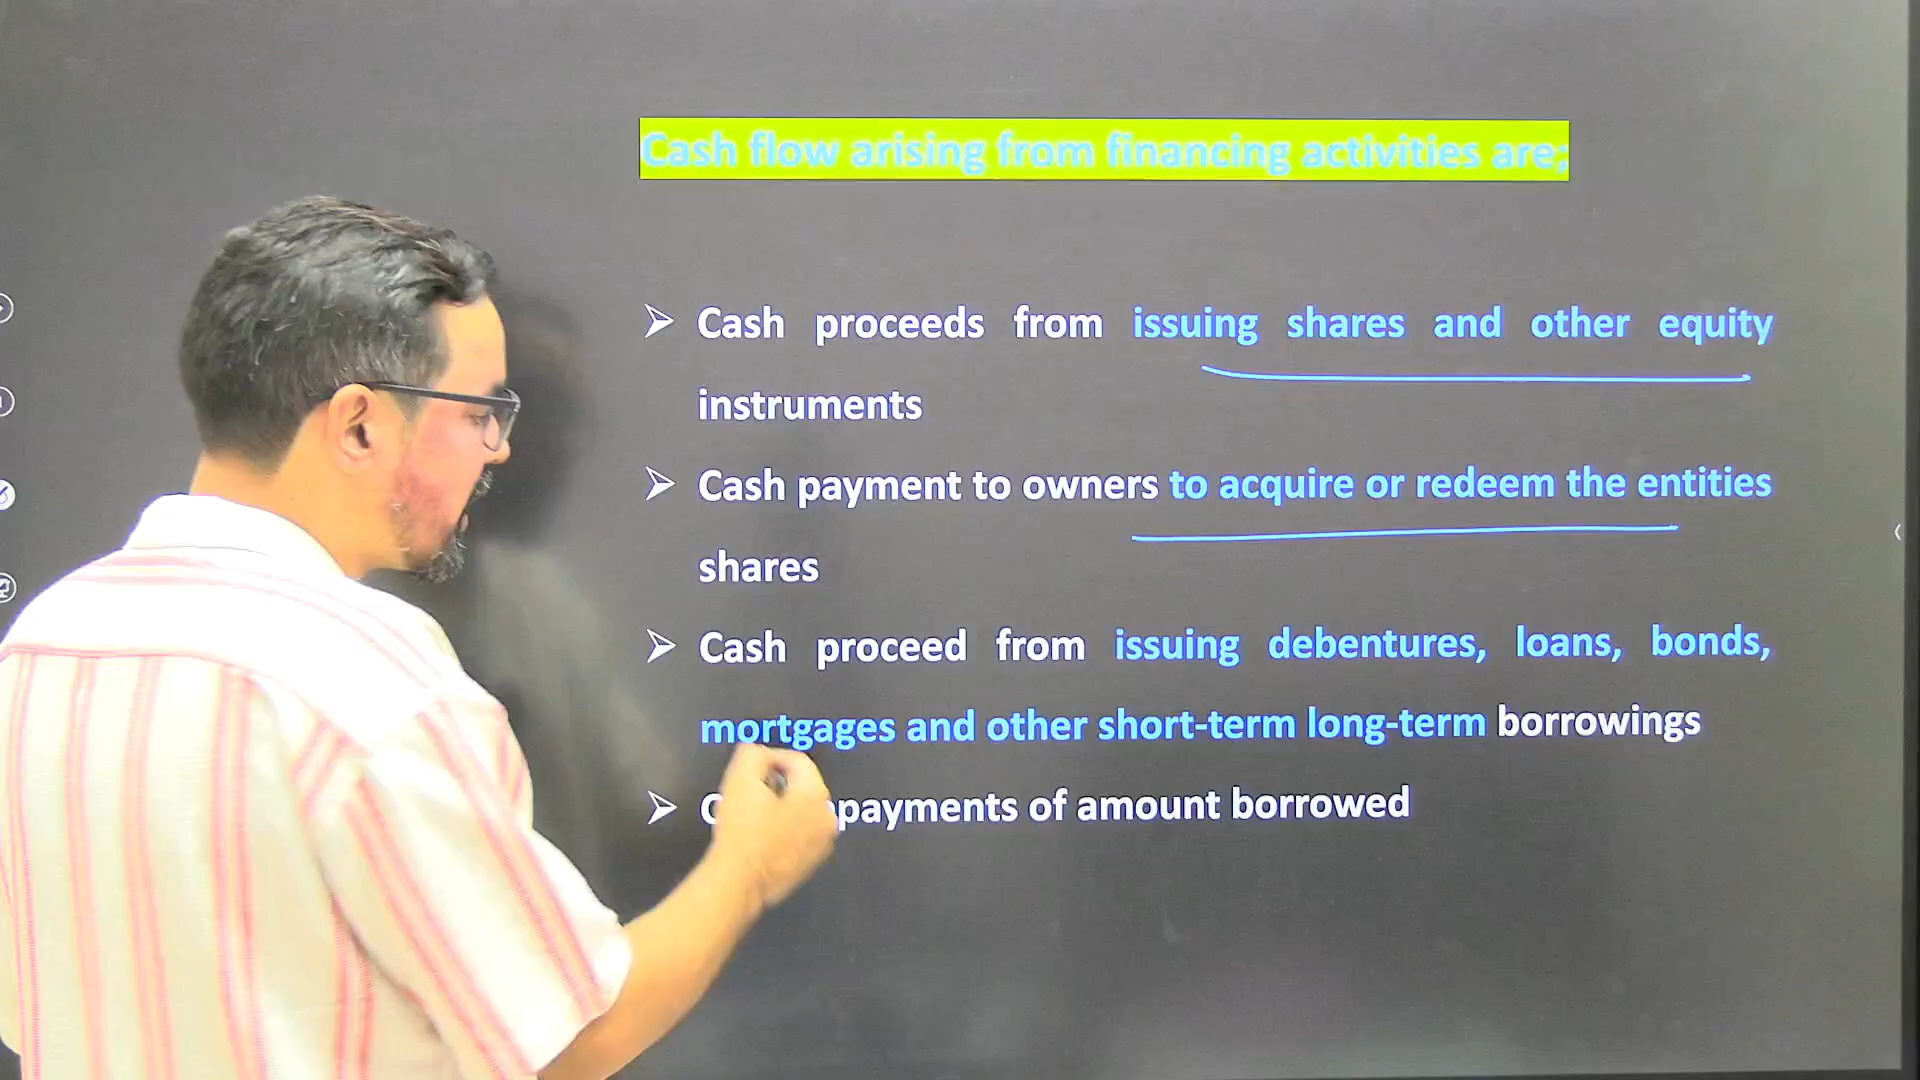 Cash flow arising from financing activities are;
➢ Cash proceeds from issuing shares and other equity
instruments
➢ Cash payment to owners to acquire or redeem the entities
shares
➢ Cash proceed from issuing debentures, loans, bonds,
mortgages and other short-term long-term borrowings
➢ of amount borrowed